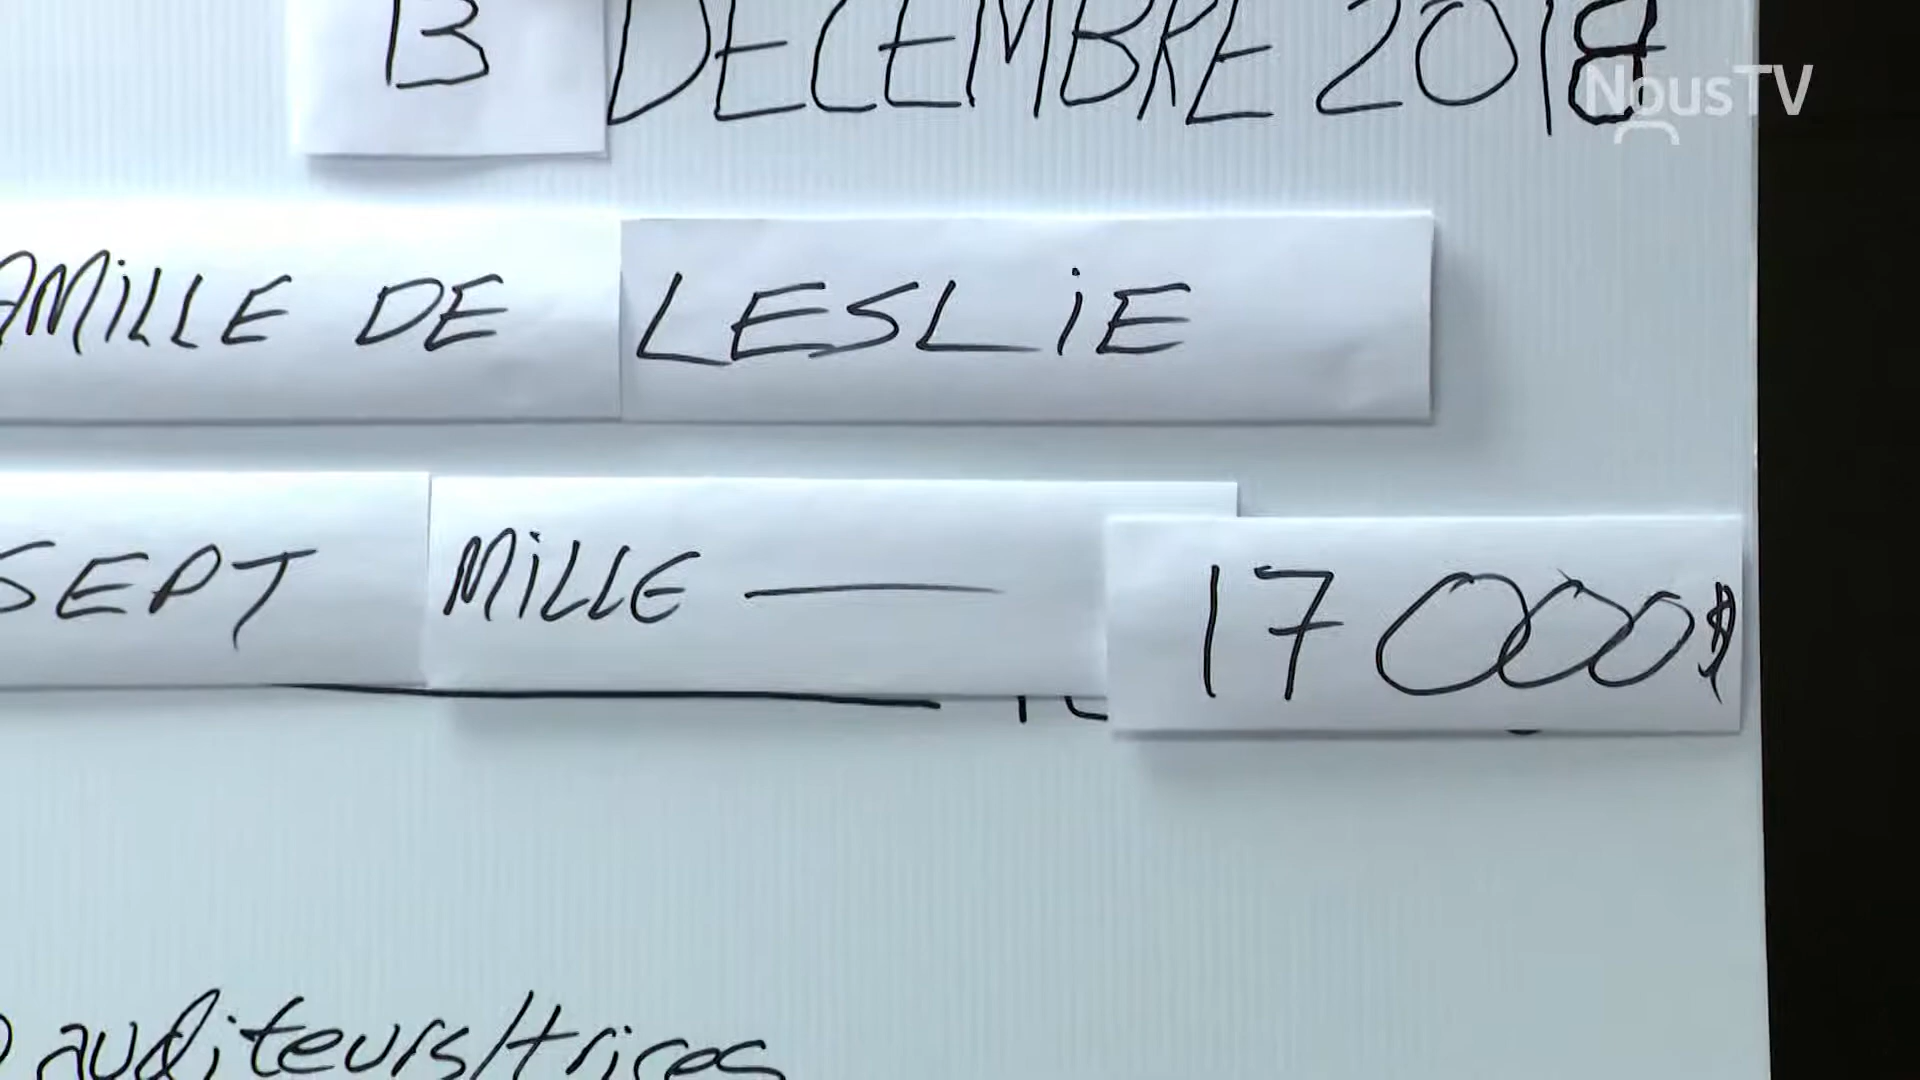 13 DECEMBRE 2018
NousTV
AMILLE DE LESLIE
SEPT MILLE — 17 000$
auditeurs/trices